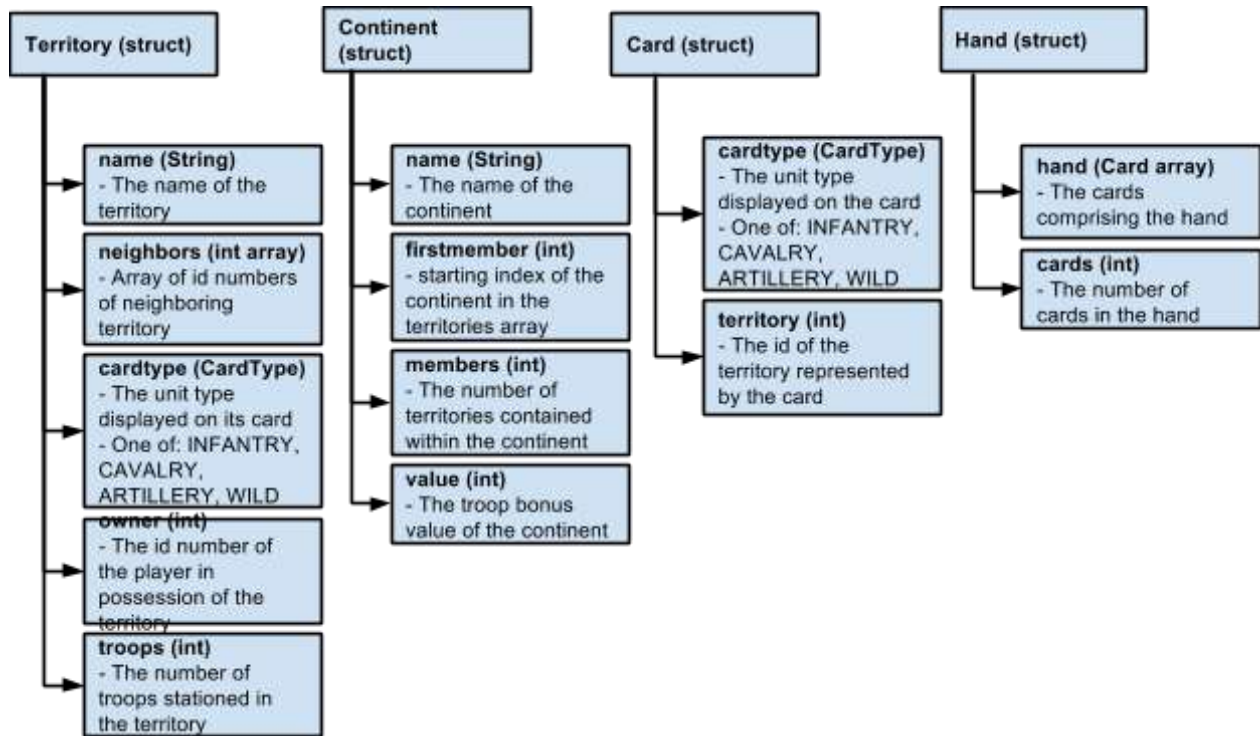 Territory (struct)
name (String)
- The name of the
territory
neighbors (int array)
- Array of id numbers
of neighboring
territory
cardtype (CardType)
- The unit type
displayed on its card
- One of: INFANTRY,
CAVALRY,
ARTILLERY, WILD
owner (int)
- The id number of
the player in
possession of the
territory
troops (int)
- The number of
troops stationed in
the territory
Continent
(struct)
name (String)
- The name of the
continent
firstmember (int)
- starting index of the
continent in the
territories array
members (int)
- The number of
territories contained
within the continent
value (int)
- The troop bonus
value of the continent
Card (struct)
cardtype (CardType)
- The unit type
displayed on the card
- One of: INFANTRY,
CAVALRY,
ARTILLERY, WILD
territory (int)
- The id of the
territory represented
by the card
Hand (struct)
hand (Card array)
- The cards
comprising the hand
cards (int)
- The number of
cards in the hand